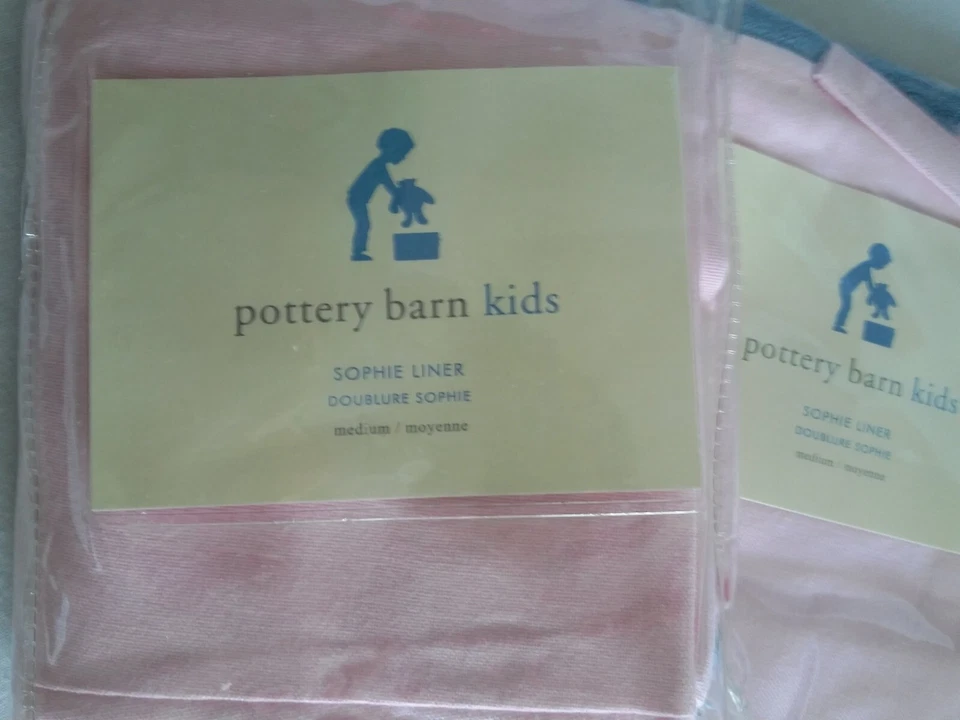 pottery barn kids
SOPHIE LINER
DOUBLURE SOPHIE
medium / moyenne
pottery barn kids
SOPHIE LINER
DOUBLURE SOPHIE
medium / moyenne